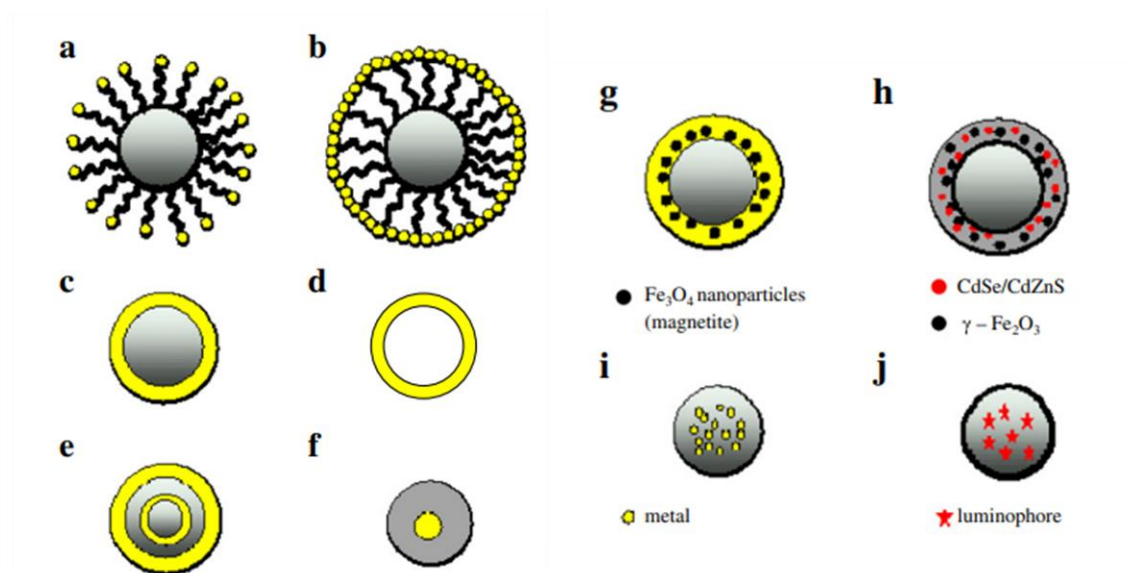 a
b
c
d
e
f
g
h
Fe₃O₄ nanoparticles
(magnetite)
CdSe/CdZnS
γ – Fe₂O₃
i
j
metal
luminophore